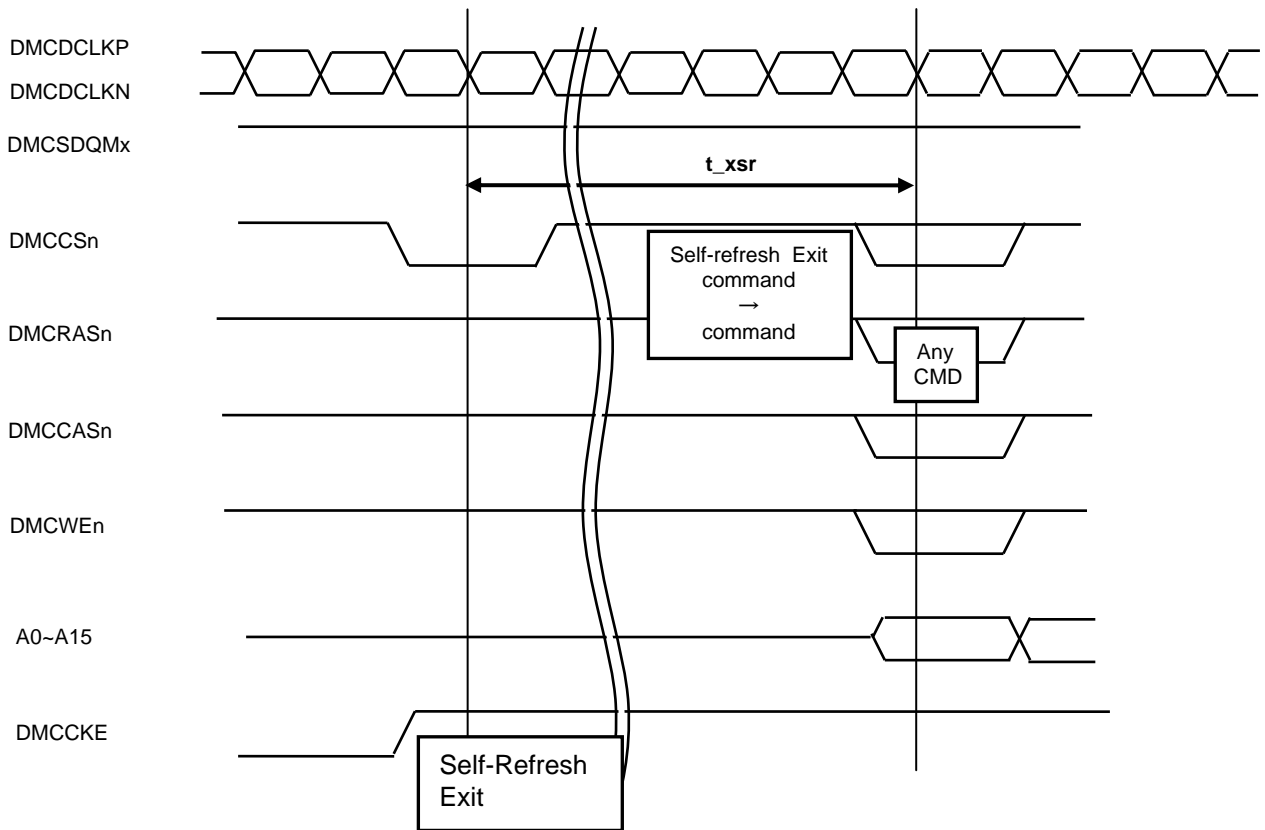 DMCDCLKP
DMCDCLKN
DMCSDQMx
t_xsr
DMCCSn
Self-refresh Exit
command
→
command
DMCRASn
Any
CMD
DMCCASn
DMCWEn
A0~A15
DMCCKE
Self-Refresh
Exit